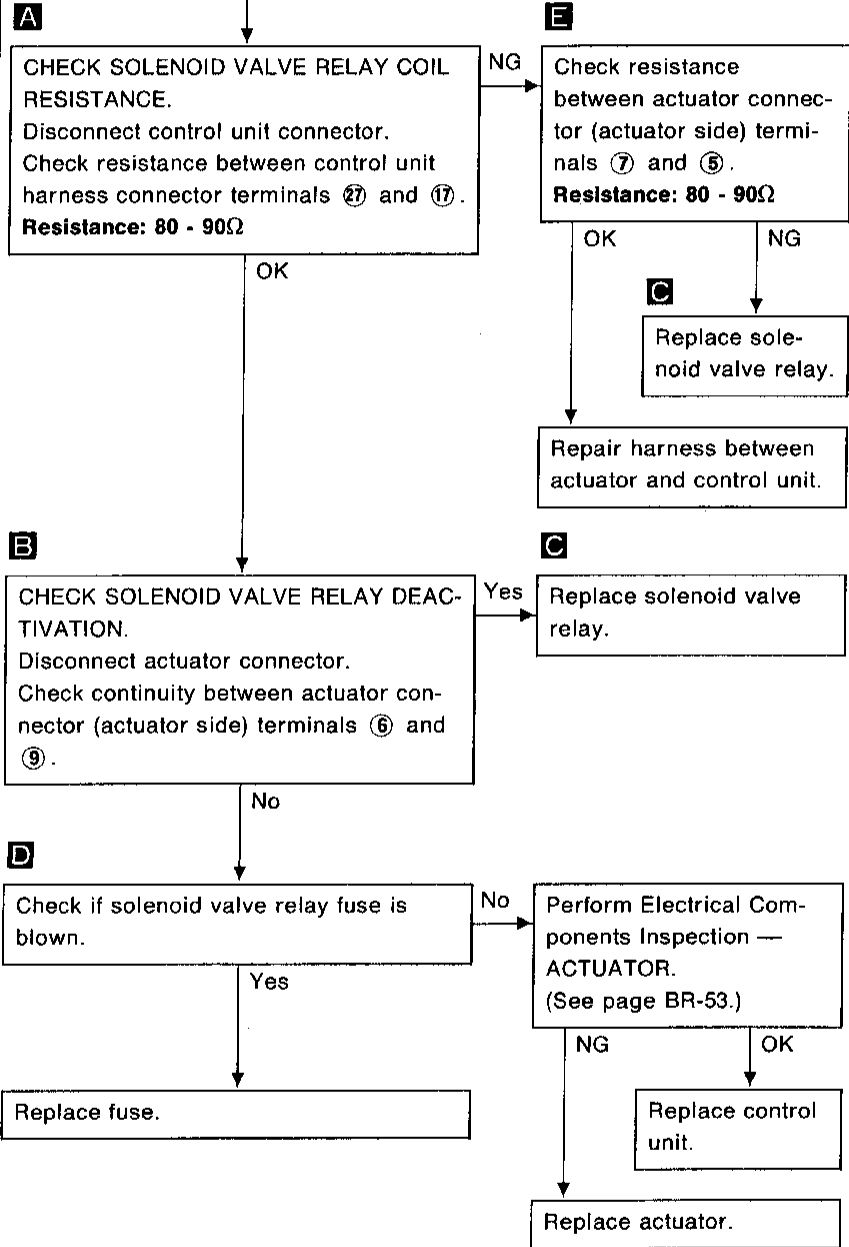 A
CHECK SOLENOID VALVE RELAY COIL
RESISTANCE.
Disconnect control unit connector.
Check resistance between control unit
harness connector terminals ㉗ and ⑰.
Resistance: 80 - 90Ω
NG
OK
E
Check resistance
between actuator connec-
tor (actuator side) termi-
nals ⑦ and ⑤.
Resistance: 80 - 90Ω
OK
NG
C
Replace sole-
noid valve relay.
Repair harness between
actuator and control unit.
B
CHECK SOLENOID VALVE RELAY DEAC-
TIVATION.
Disconnect actuator connector.
Check continuity between actuator con-
nector (actuator side) terminals ⑥ and
⑨.
Yes
No
C
Replace solenoid valve
relay.
D
Check if solenoid valve relay fuse is
blown.
No
Yes
Perform Electrical Com-
ponents Inspection —
ACTUATOR.
(See page BR-53.)
NG
OK
Replace fuse.
Replace control
unit.
Replace actuator.